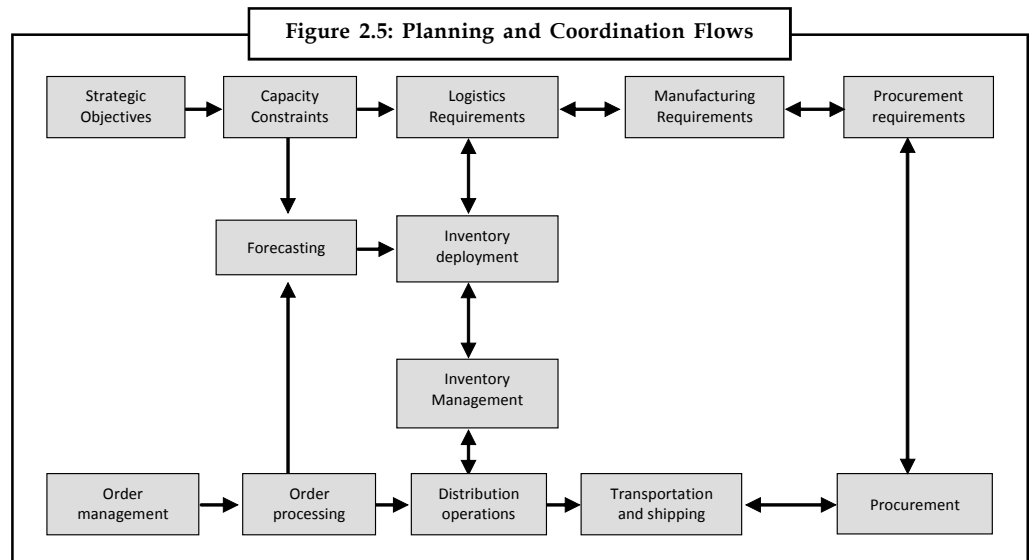 Figure 2.5: Planning and Coordination Flows
Strategic
Objectives
Capacity
Constraints
Logistics
Requirements
Manufacturing
Requirements
Procurement
requirements
Forecasting
Inventory
deployment
Inventory
Management
Order
management
Order
processing
Distribution
operations
Transportation
and shipping
Procurement